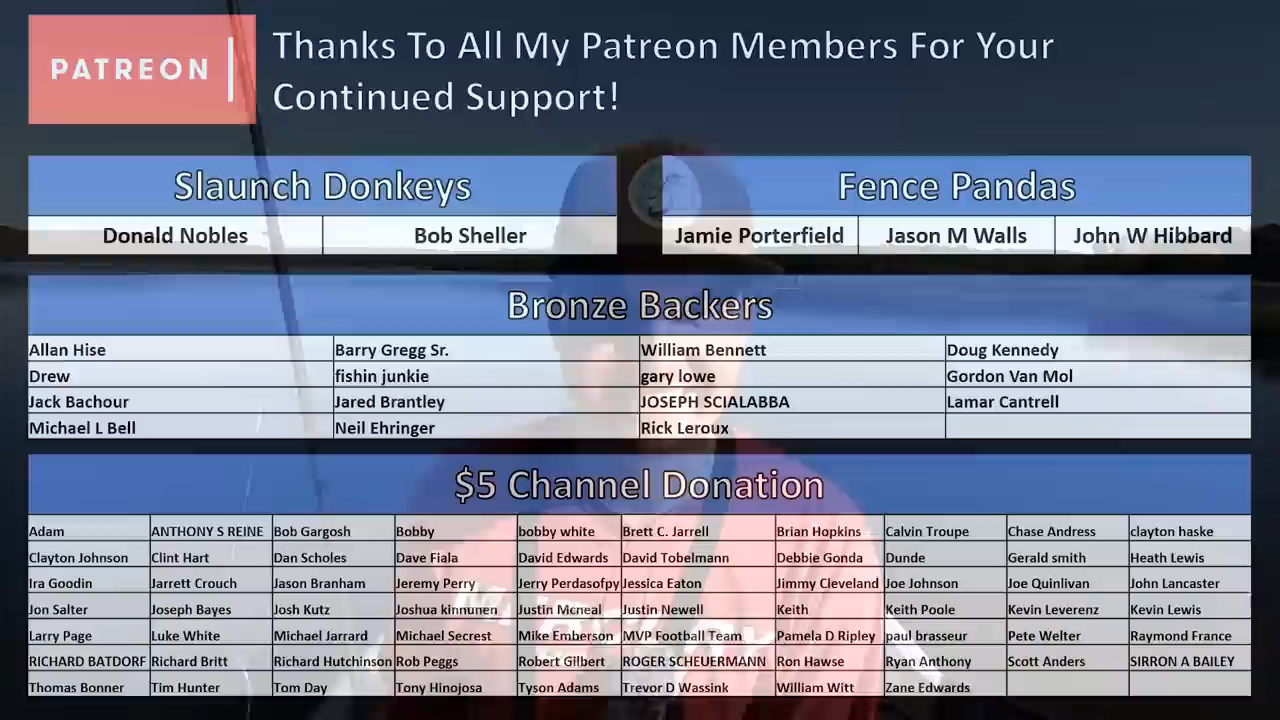 PATREON
Thanks To All My Patreon Members For Your
Continued Support!
Slaunch Donkeys
Donald Nobles Bob Sheller
Fence Pandas
Jamie Porterfield Jason M Walls John W Hibbard
Bronze Backers
Allan Hise Barry Gregg Sr. William Bennett Doug Kennedy
Drew fishin junkie gary lowe Gordon Van Mol
Jack Bachour Jared Brantley JOSEPH SCIALABBA Lamar Cantrell
Michael L Bell Neil Ehringer Rick Leroux
$5 Channel Donation
Adam ANTHONY S REINE Bob Gargosh Bobby bobby white Brett C. Jarrell Brian Hopkins Calvin Troupe Chase Andress clayton haske
Clayton Johnson Clint Hart Dan Scholes Dave Fiala David Edwards David Tobelmann Debbie Gonda Dunde Gerald smith Heath Lewis
Ira Goodin Jarrett Crouch Jason Branham Jeremy Perry Jerry Perdasofpy Jessica Eaton Jimmy Cleveland Joe Johnson Joe Quinlivan John Lancaster
Jon Salter Joseph Bayes Josh Kutz Joshua kinnunen Justin Mcneal Justin Newell Keith Keith Poole Kevin Leverenz Kevin Lewis
Larry Page Luke White Michael Jarrard Michael Secrest Mike Emberson MVP Football Team Pamela D Ripley paul brasseur Pete Welter Raymond France
RICHARD BATDORF Richard Britt Richard Hutchinson Rob Peggs Robert Gilbert ROGER SCHEUERMANN Ron Hawse Ryan Anthony Scott Anders SIRRON A BAILEY
Thomas Bonner Tim Hunter Tom Day Tony Hinojosa Tyson Adams Trevor D Wassink William Witt Zane Edwards